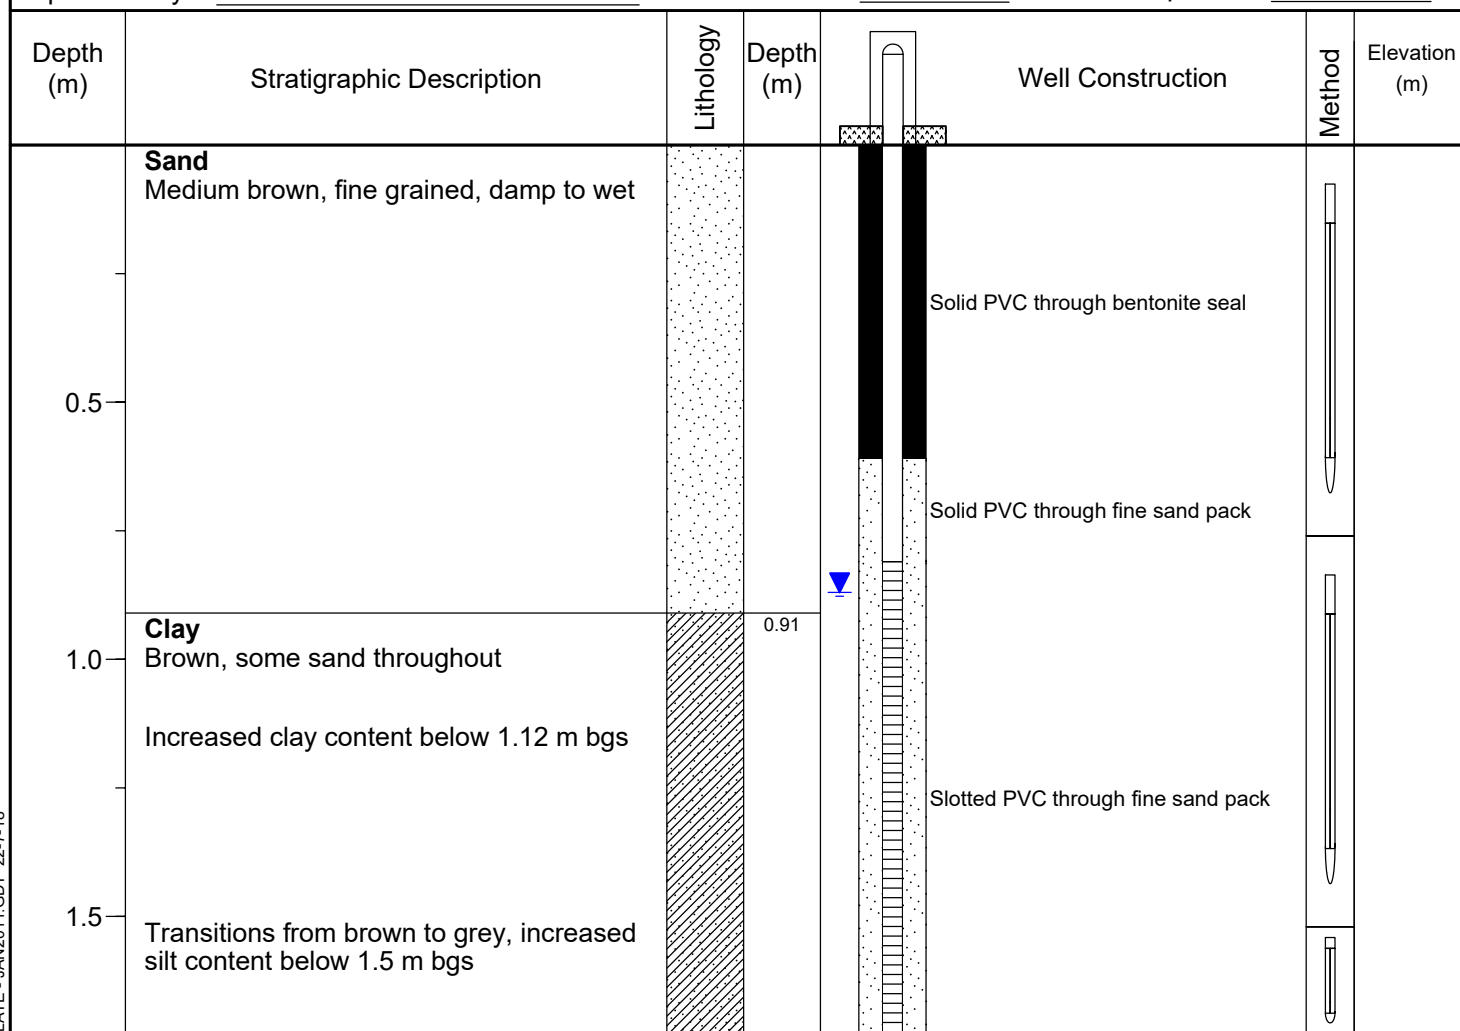 Depth
(m)
Stratigraphic Description
Lithology
Depth
(m)
Well Construction
Method
Elevation
(m)
Sand
Medium brown, fine grained, damp to wet
Solid PVC through bentonite seal
0.5
Solid PVC through fine sand pack
Clay
0.91
Brown, some sand throughout
1.0
Increased clay content below 1.12 m bgs
Slotted PVC through fine sand pack
1.5
Transitions from brown to grey, increased
silt content below 1.5 m bgs